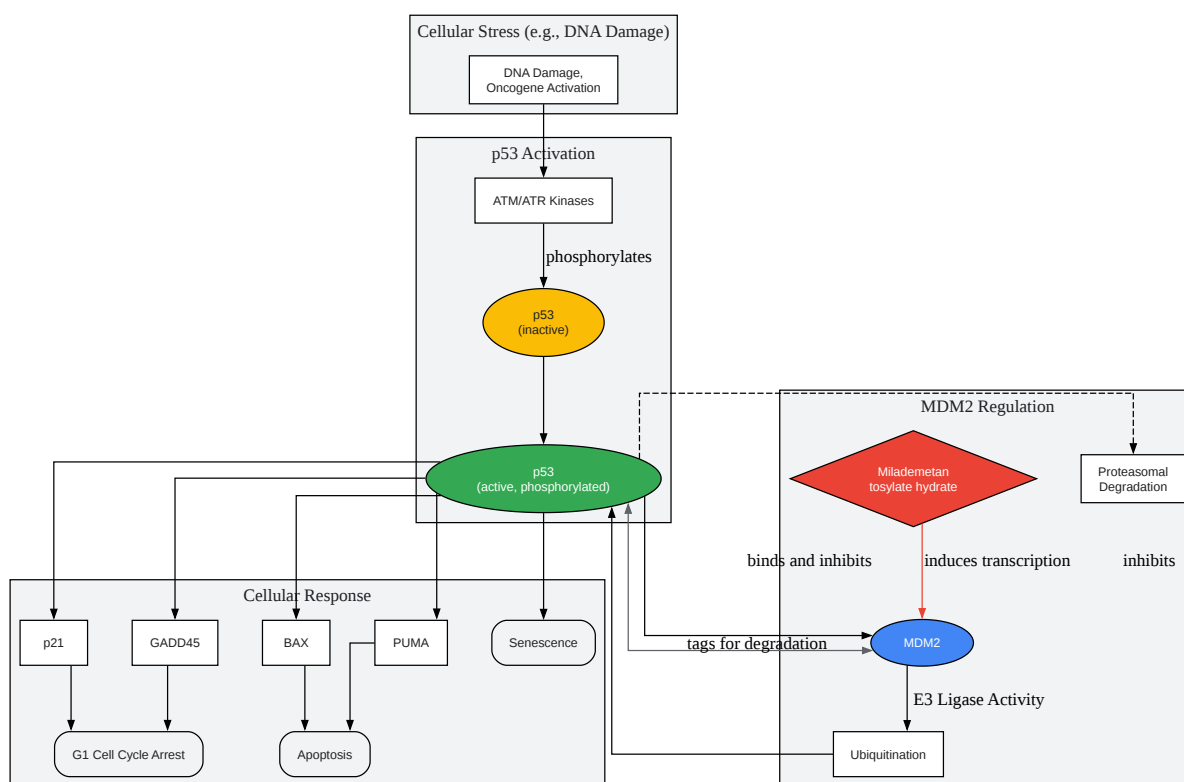 Cellular Stress (e.g., DNA Damage)
DNA Damage,
Oncogene Activation
p53 Activation
ATM/ATR Kinases
phosphorylates
p53
(inactive)
p53
(active, phosphorylated)
MDM2 Regulation
Milademetan
tosylate hydrate
Proteasomal
Degradation
binds and inhibits
induces transcription
inhibits
Cellular Response
p21
GADD45
BAX
PUMA
Senescence
tags for degradation
MDM2
E3 Ligase Activity
G1 Cell Cycle Arrest
Apoptosis
Ubiquitination